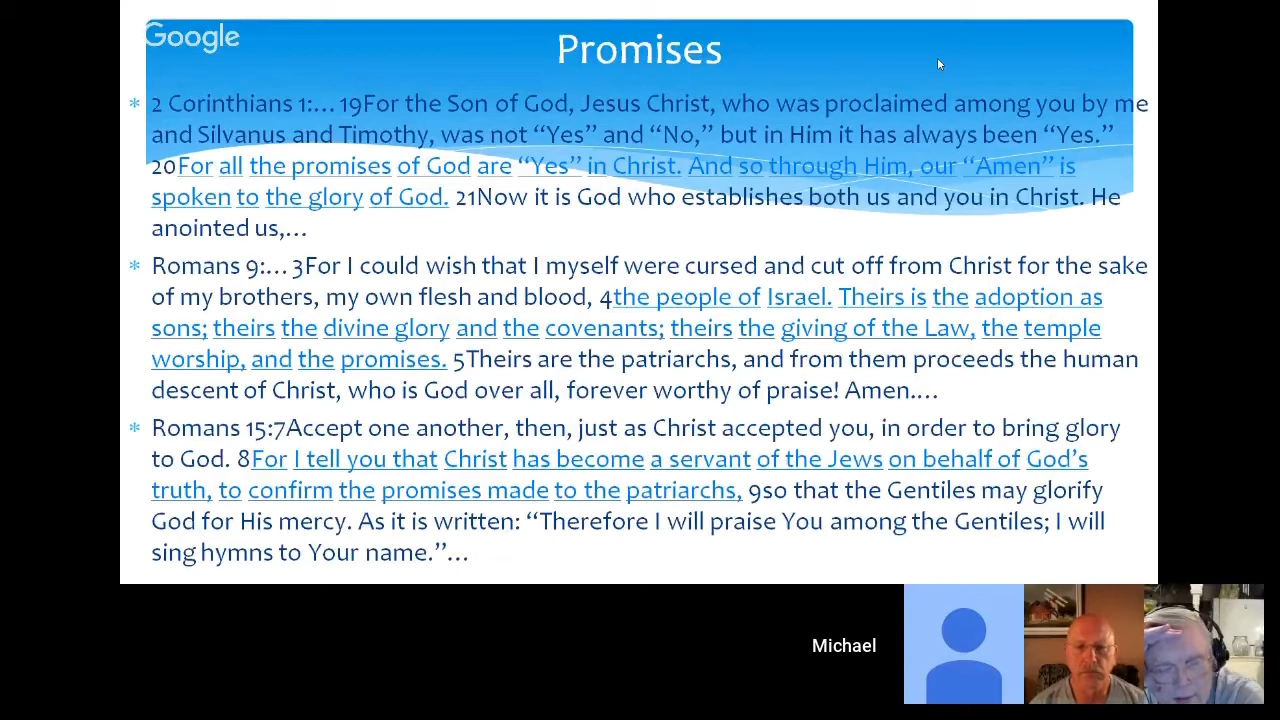 Google
Promises
* 2 Corinthians 1:… 19For the Son of God, Jesus Christ, who was proclaimed among you by me
and Silvanus and Timothy, was not “Yes” and “No,” but in Him it has always been “Yes.”
20For all the promises of God are “Yes” in Christ. And so through Him, our “Amen” is
spoken to the glory of God. 21Now it is God who establishes both us and you in Christ. He
anointed us,…
* Romans 9:… 3For I could wish that I myself were cursed and cut off from Christ for the sake
of my brothers, my own flesh and blood, 4the people of Israel. Theirs is the adoption as
sons; theirs the divine glory and the covenants; theirs the giving of the Law, the temple
worship, and the promises. 5Theirs are the patriarchs, and from them proceeds the human
descent of Christ, who is God over all, forever worthy of praise! Amen.…
* Romans 15:7Accept one another, then, just as Christ accepted you, in order to bring glory
to God. 8For I tell you that Christ has become a servant of the Jews on behalf of God’s
truth, to confirm the promises made to the patriarchs, 9so that the Gentiles may glorify
God for His mercy. As it is written: “Therefore I will praise You among the Gentiles; I will
sing hymns to Your name.”…
Michael